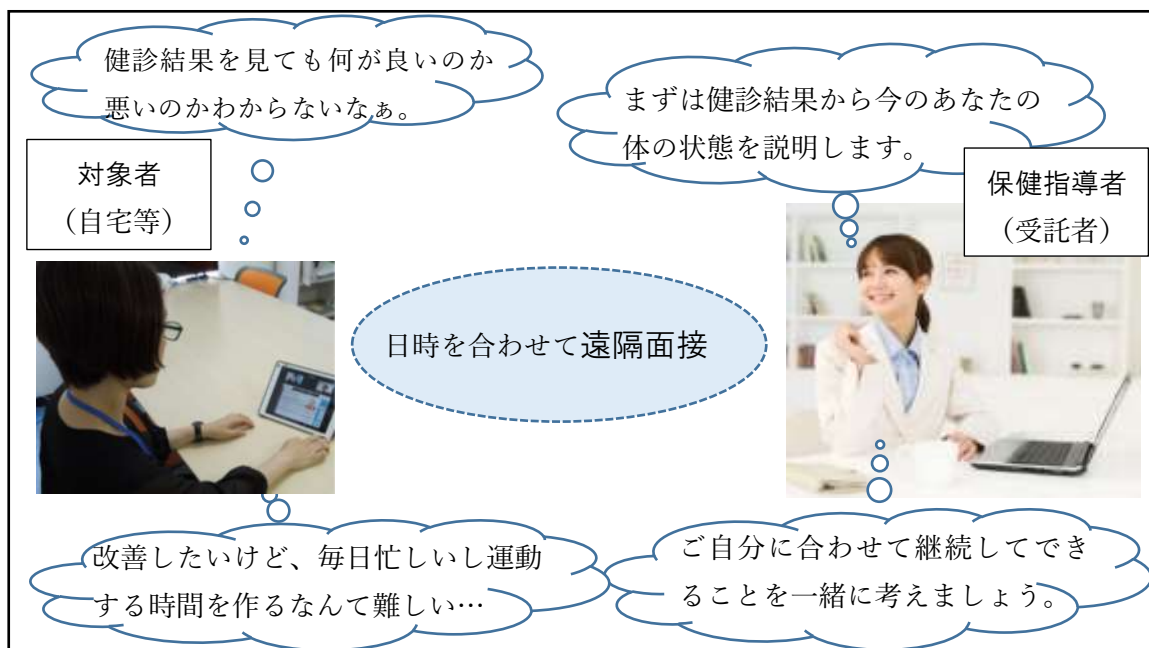 健診結果を見ても何が良いのか
悪いのかわからないなぁ。
まずは健診結果から今のあなたの
体の状態を説明します。
対象者
（自宅等）
保健指導者
（受託者）
日時を合わせて遠隔面接
改善したいけど、毎日忙しいし運動
する時間を作るなんて難しい…
ご自分に合わせて継続してでき
ることを一緒に考えましょう。